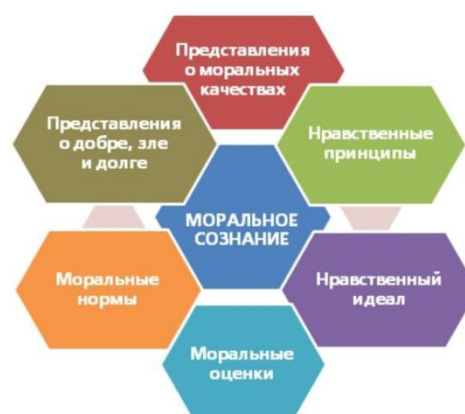 Представления
о моральных
качествах
Представления
о добре, зле
и долге
Нравственные
принципы
МОРАЛЬНОЕ
СОЗНАНИЕ
Моральные
нормы
Нравственный
идеал
Моральные
оценки